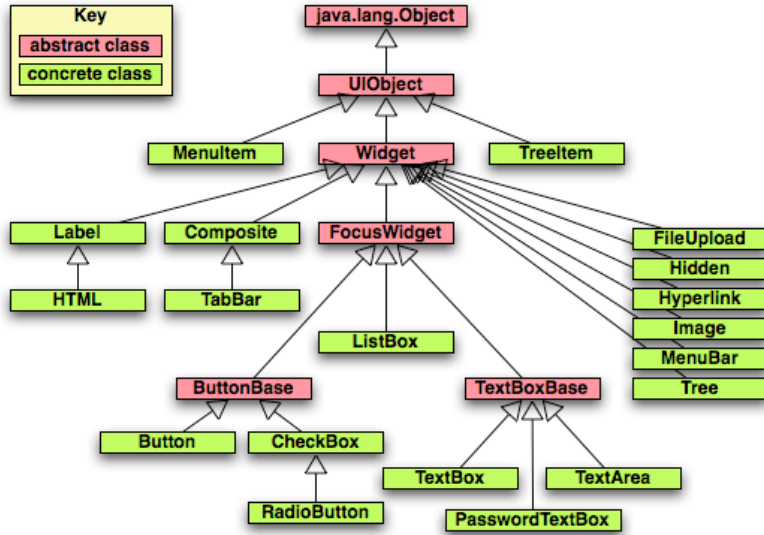 Key
abstract class
concrete class
java.lang.Object
UIObject
MenuItem
Widget
TreeItem
Label
Composite
FocusWidget
FileUpload
Hidden
Hyperlink
Image
MenuBar
Tree
HTML
TabBar
ListBox
ButtonBase
TextBoxBase
Button
CheckBox
TextBox
TextArea
RadioButton
PasswordTextBox